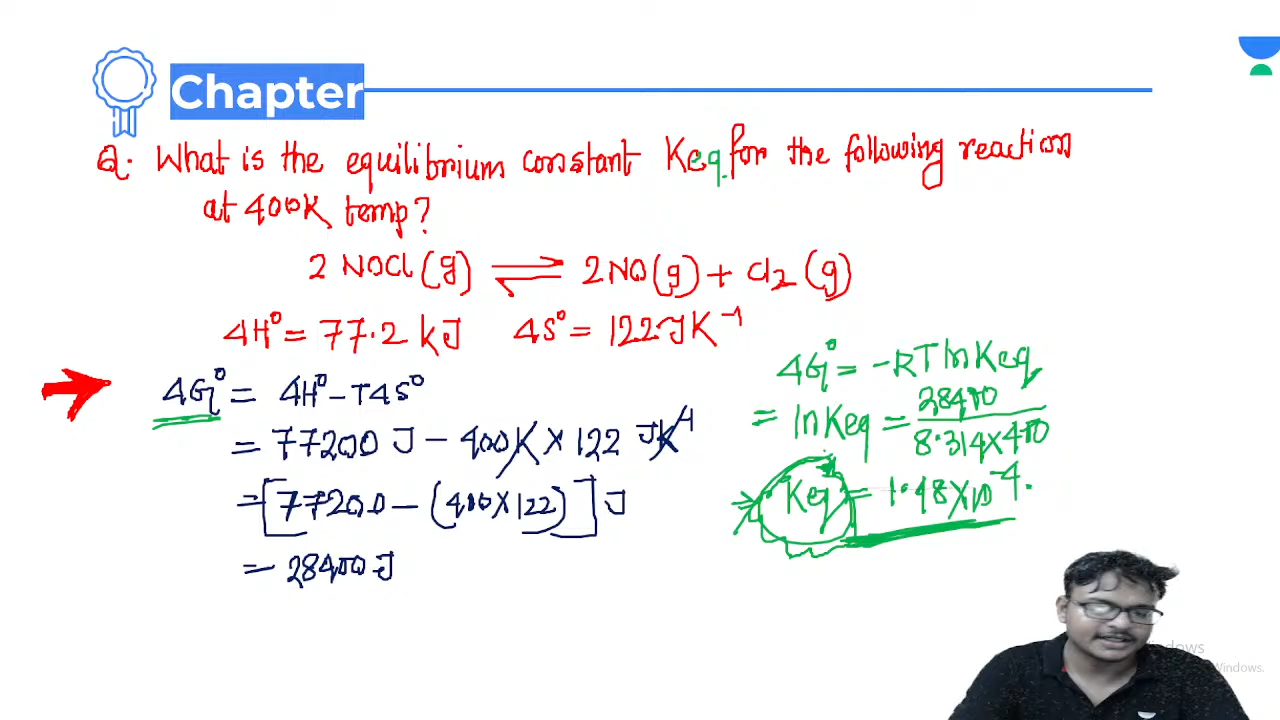 Chapter
Q. What is the equilibrium constant Keq. for the following reaction
at 400K temp?
2 NOCl (g) ⇌ 2NO(g) + Cl₂ (g)
ΔH° = 77.2 kJ ΔS° = 122 JK⁻¹
ΔG° = ΔH° - TΔS°
= 77200 J - 400K × 122 JK⁻¹
= [77200 - (400×122)] J
= 28400 J
ΔG° = -RT ln Keq
= ln Keq = 28400 / 8.314×400
Keq = 1.48×10⁻⁴.
Windows.